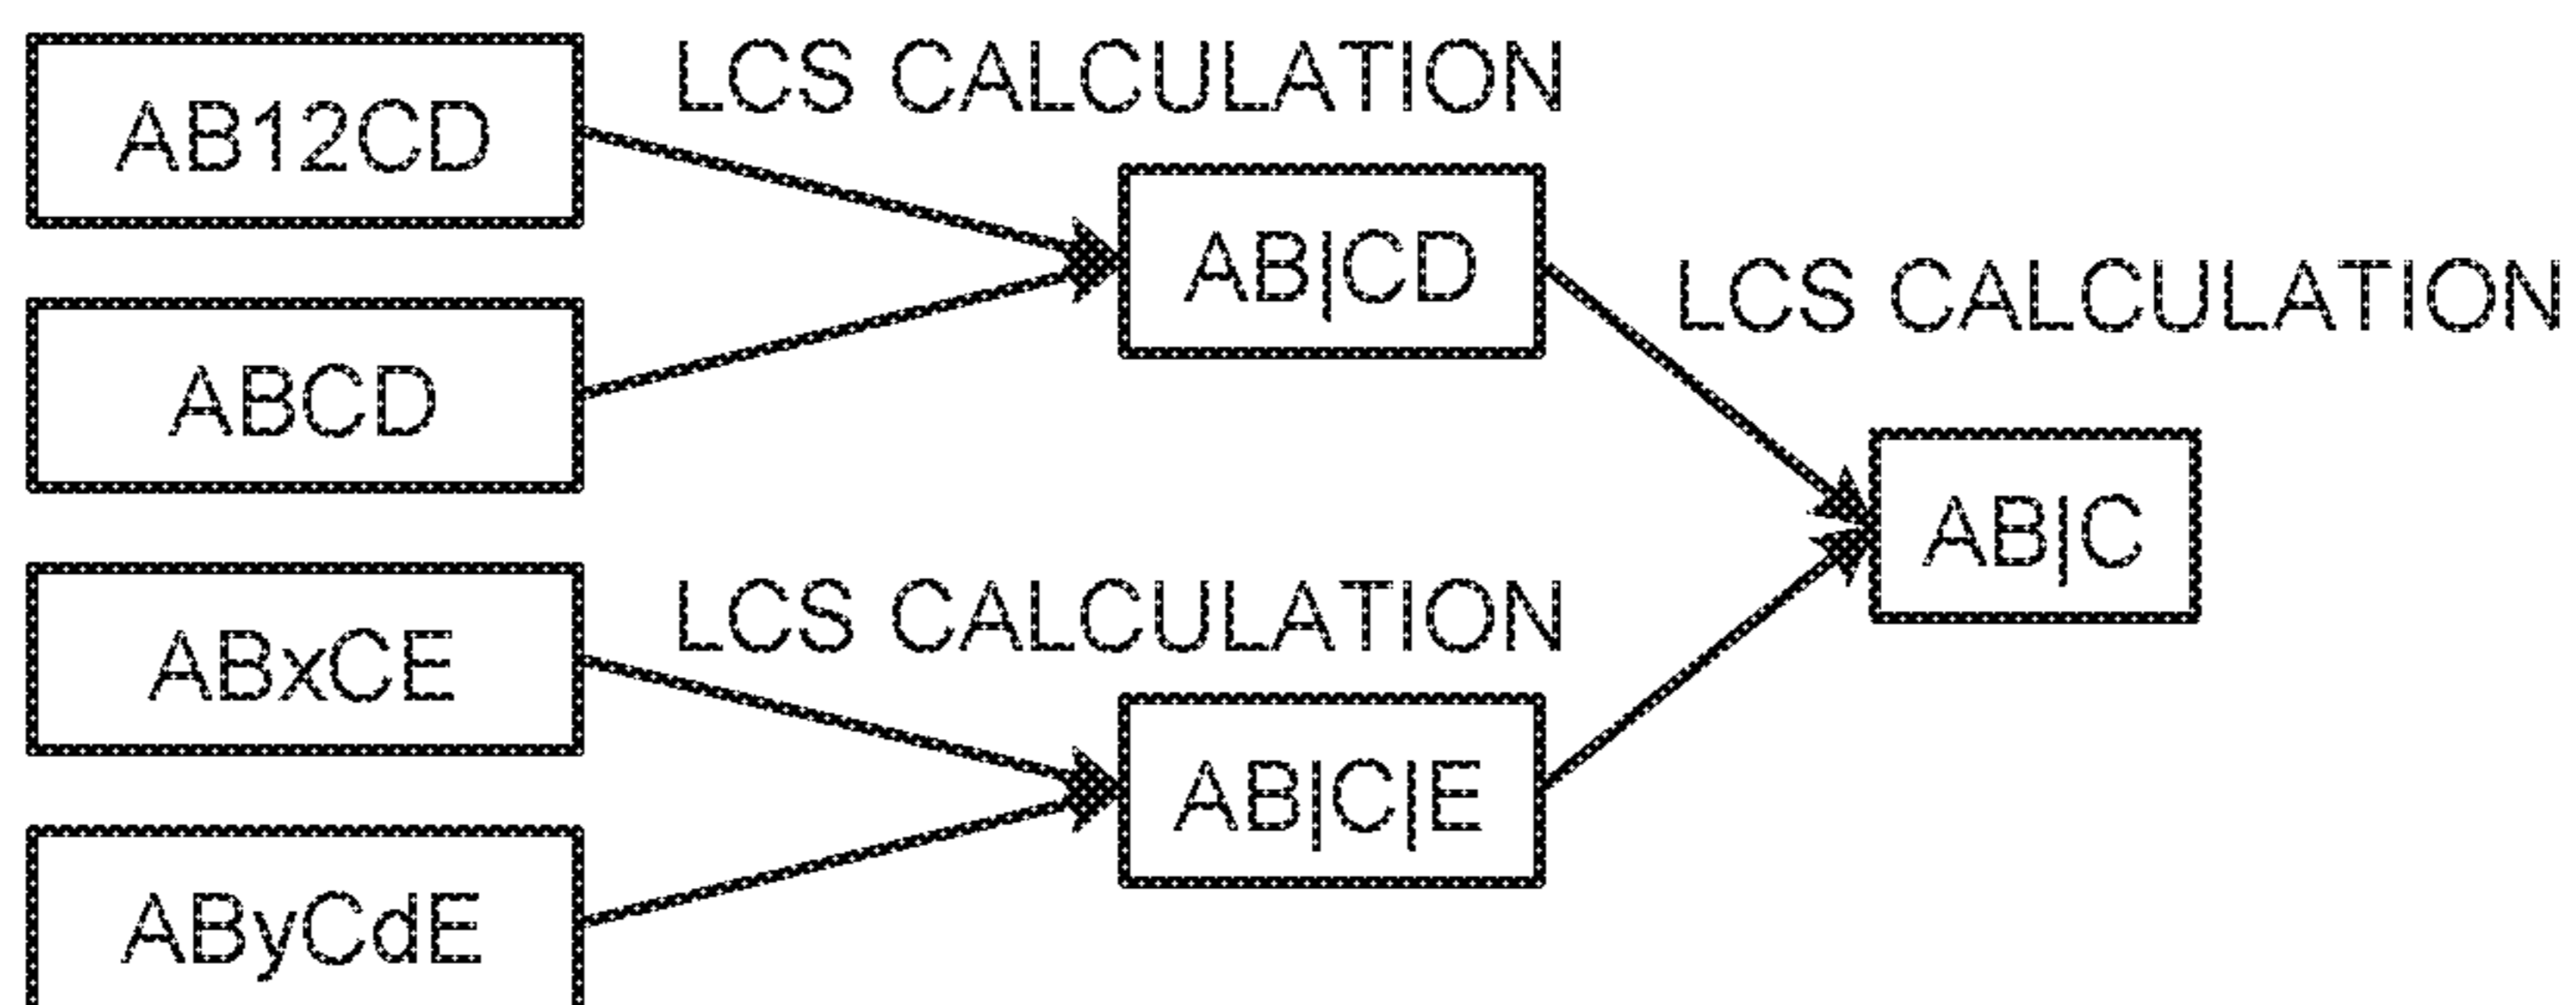 AB12CD
LCS CALCULATION
AB|CD
LCS CALCULATION
ABCD
AB|C
ABxCE
LCS CALCULATION
AB|C|E
AByCdE